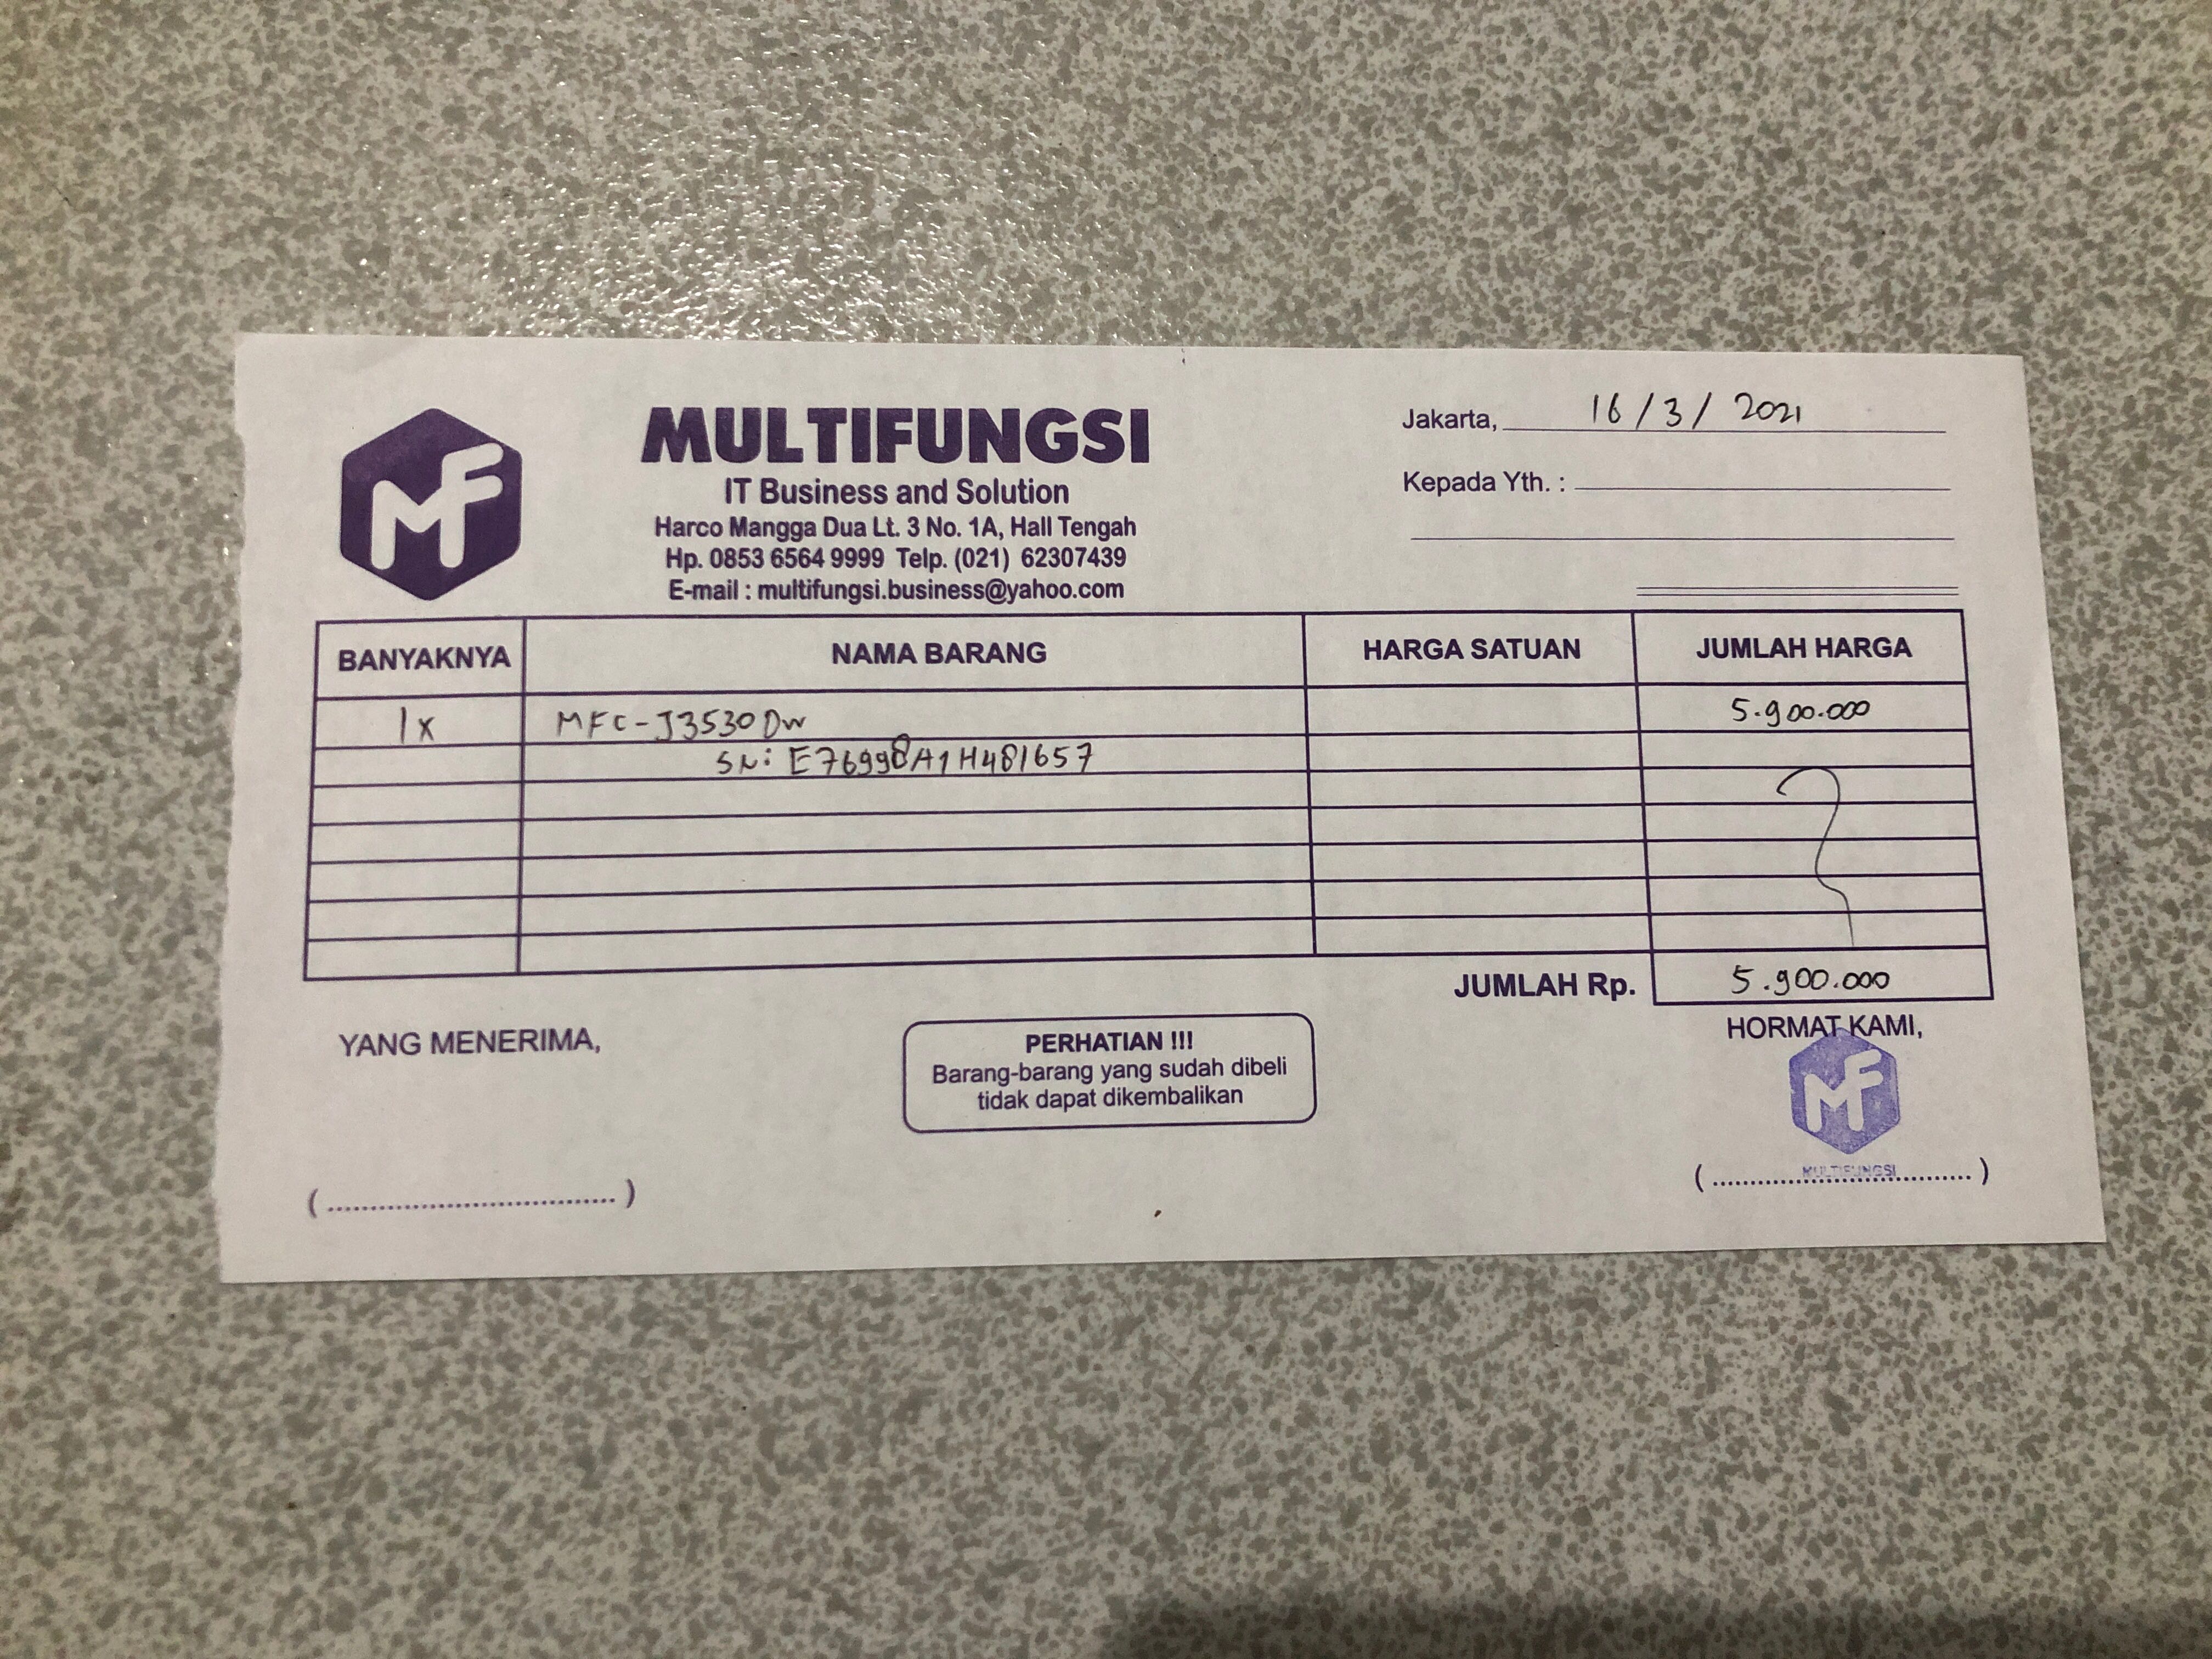 MF
MULTIFUNGSI
IT Business and Solution
Harco Mangga Dua Lt. 3 No. 1A, Hall Tengah
Hp. 0853 6564 9999 Telp. (021) 62307439
E-mail : multifungsi.business@yahoo.com
Jakarta, 16/3/2021
Kepada Yth. :
BANYAKNYA NAMA BARANG HARGA SATUAN JUMLAH HARGA
1x MFC-J3530DW 5.900.000
SN: E76998A1H481657
JUMLAH Rp. 5.900.000
YANG MENERIMA,
PERHATIAN !!!
Barang-barang yang sudah dibeli
tidak dapat dikembalikan
HORMAT KAMI,
MF
MULTIFUNGSI
(................................)
(................................)